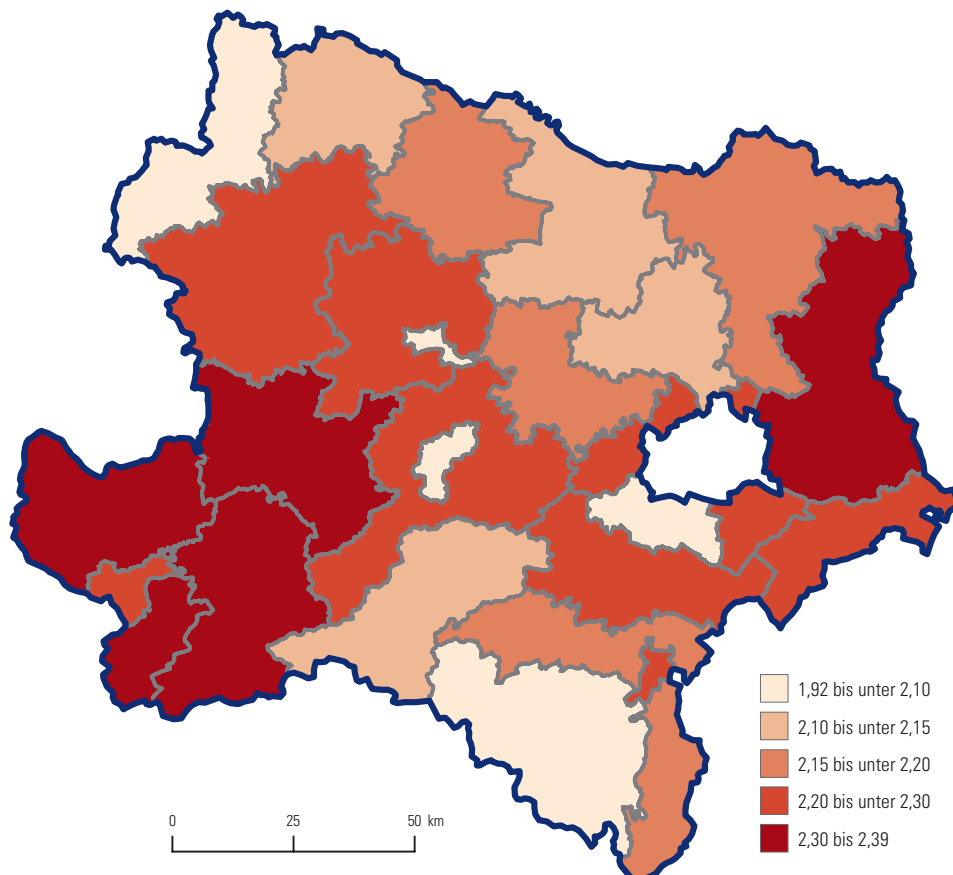 1,92 bis unter 2,10
2,10 bis unter 2,15
2,15 bis unter 2,20
2,20 bis unter 2,30
2,30 bis 2,39
0 25 50 km